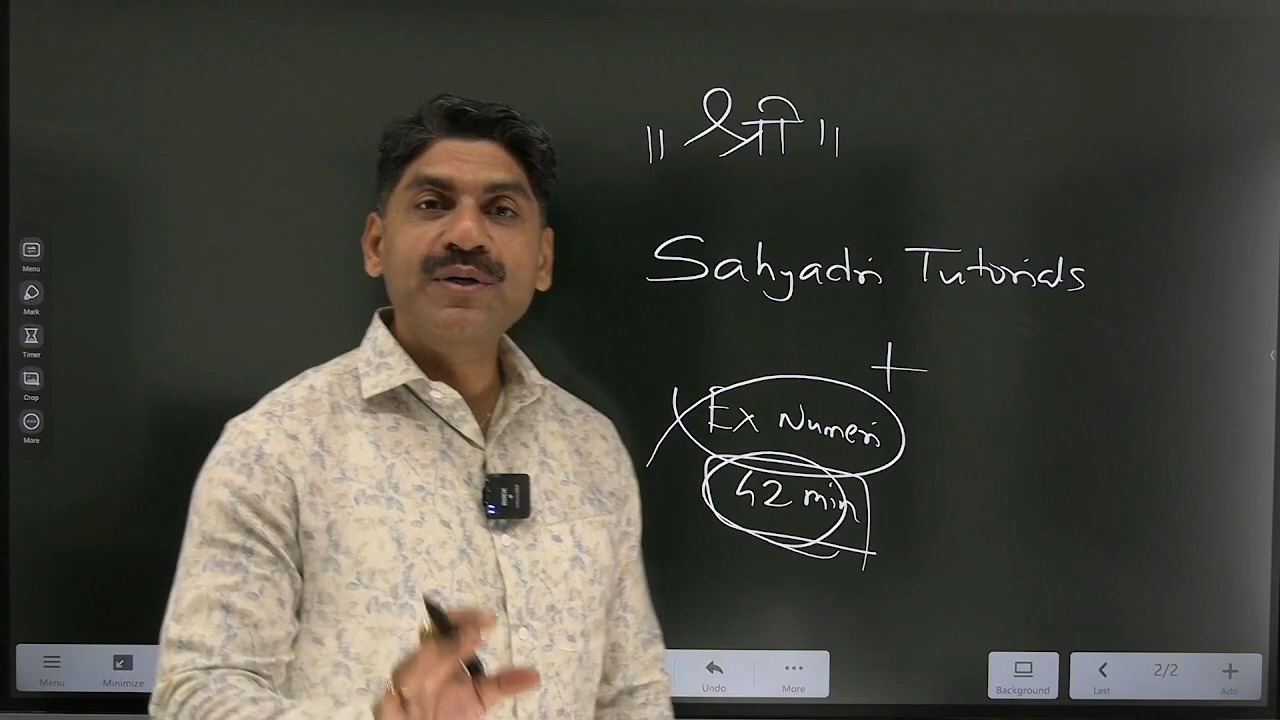 ॥ श्री ॥
Sahyadri Tutorials
+
Ex Numeri
42 min
Menu
Mark
Timer
Crop
More
Menu
Minimize
Undo
More
Background
Last
2/2
Add